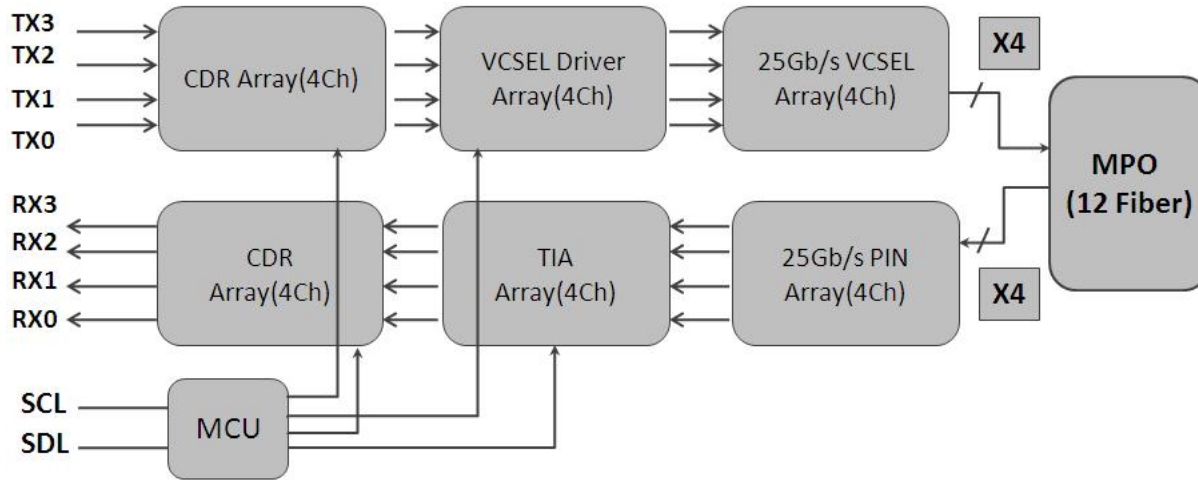 TX3
TX2
TX1
TX0
CDR Array(4Ch)
VCSEL Driver
Array(4Ch)
25Gb/s VCSEL
Array(4Ch)
X4
MPO
(12 Fiber)
RX3
RX2
RX1
RX0
CDR
Array(4Ch)
TIA
Array(4Ch)
25Gb/s PIN
Array(4Ch)
X4
SCL
SDL
MCU